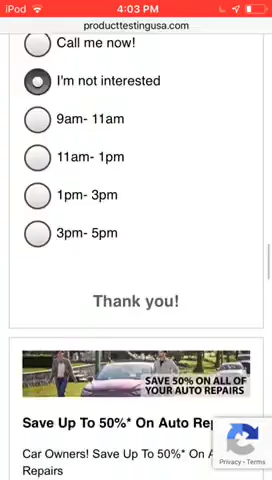 iPod 4:03 PM
producttestingusa.com
Call me now!
I'm not interested
9am- 11am
11am- 1pm
1pm- 3pm
3pm- 5pm
Thank you!
SAVE 50% ON ALL OF
YOUR AUTO REPAIRS
Save Up To 50%* On Auto Rep
Car Owners! Save Up To 50%* On A
Repairs
Privacy - Terms